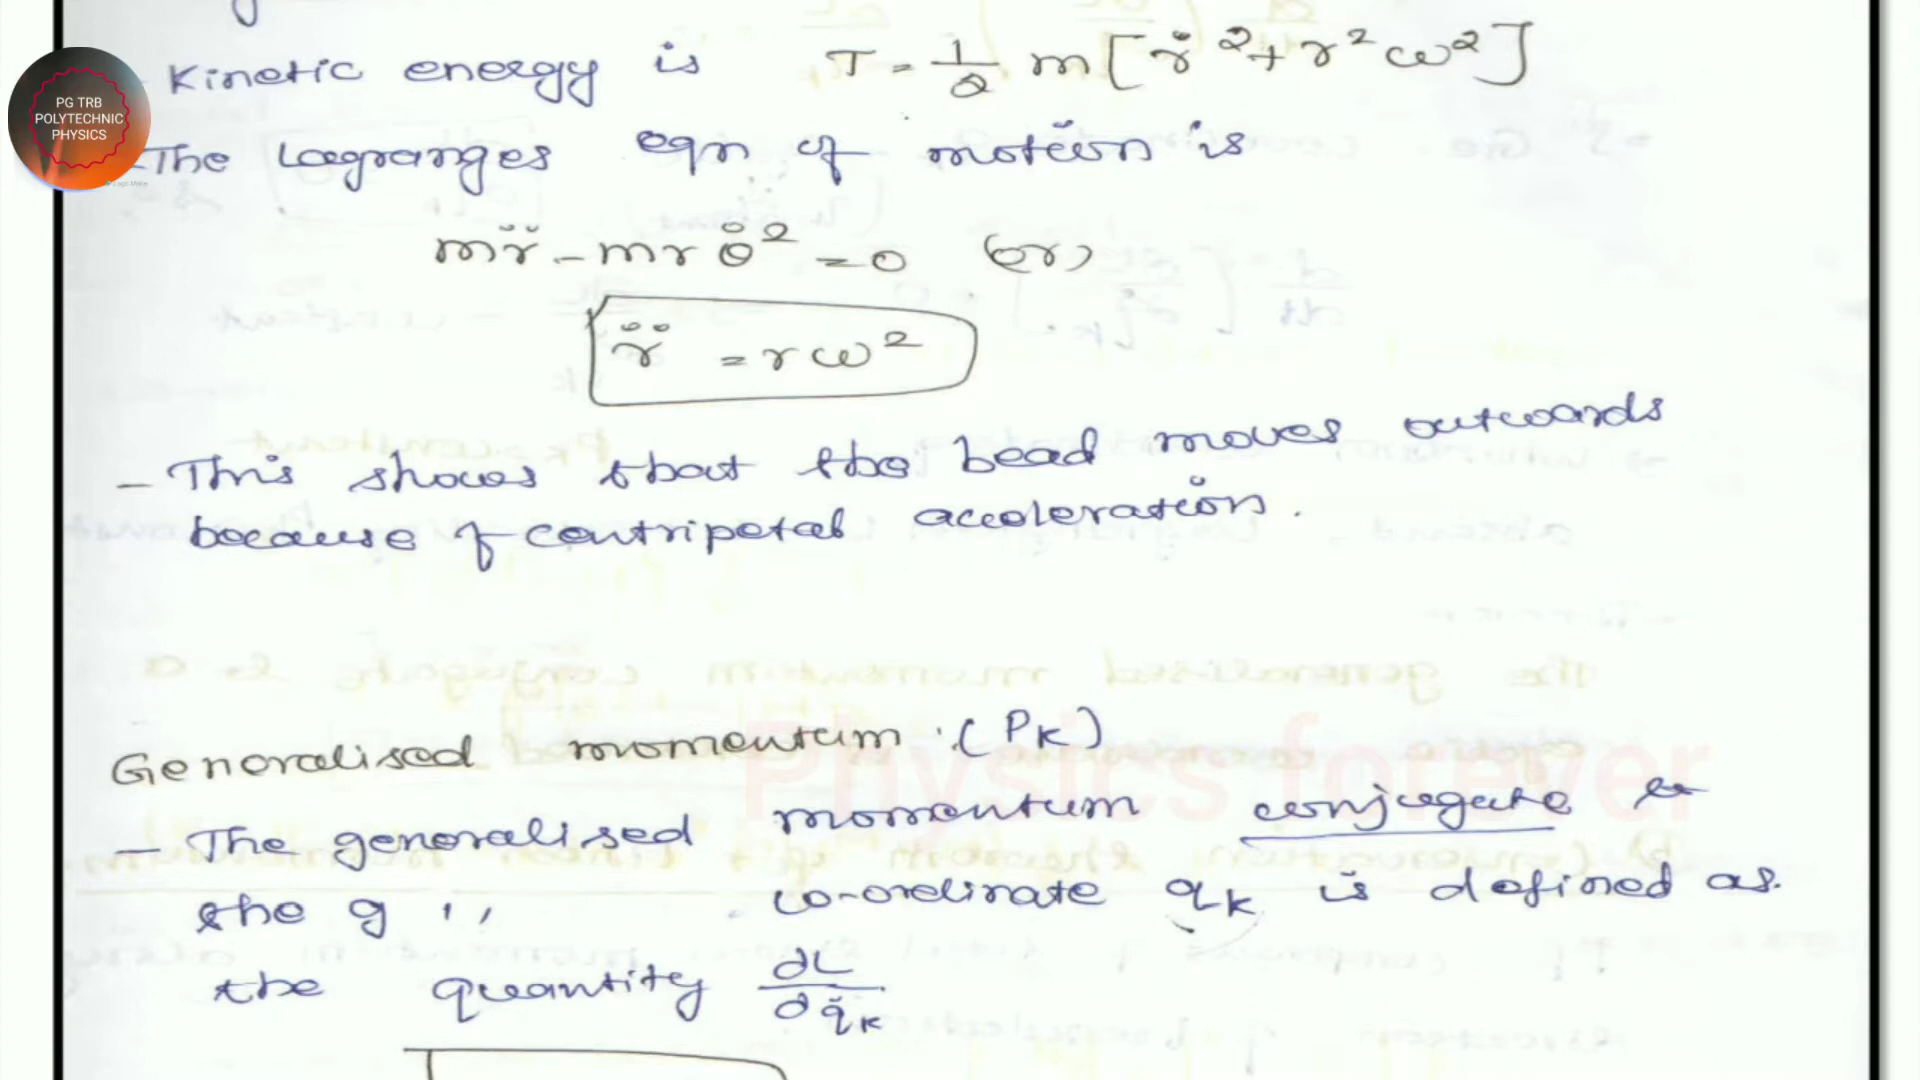 Kinetic energy is T = 1/2 m [ṙ² + r²ω²]
PG TRB
POLYTECHNIC
PHYSICS
- The Lagranges eqn of motion is
mr̈ - mrθ̇² = 0 (or)
r̈ = rω²
- This shows that the bead moves outwards
because of centripetal acceleration.
Generalised momentum (PK)
- The generalised momentum conjugate to
the g ,, co-ordinate qK is defined as
the quantity ∂L/∂q̇K
Physics forever